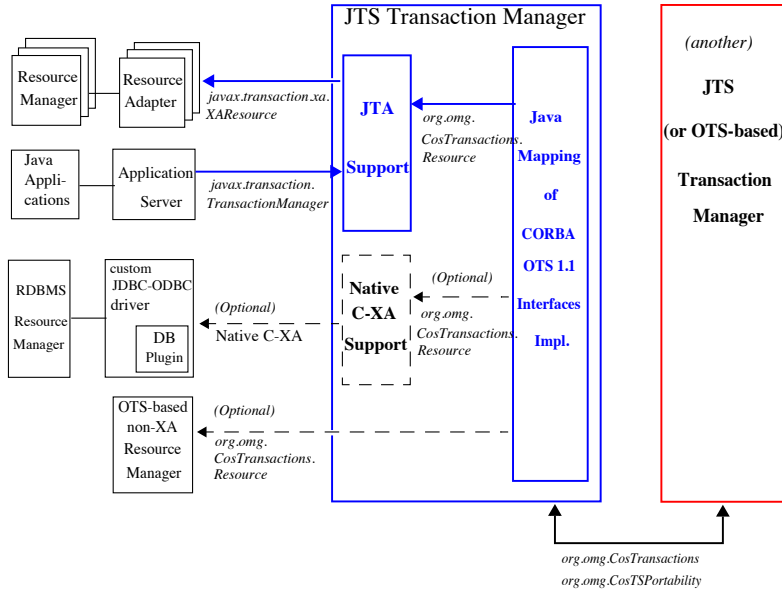 JTS Transaction Manager
(another)
JTS
(or OTS-based)
Transaction
Manager
Resource
Manager
Resource
Adapter
javax.transaction.xa.
XAResource
JTA
Support
org.omg.
CosTransactions.
Resource
Java
Mapping
of
CORBA
OTS 1.1
Interfaces
Impl.
Java
Appli-
cations
Application
Server
javax.transaction.
TransactionManager
RDBMS
Resource
Manager
custom
JDBC-ODBC
driver
DB
Plugin
(Optional)
Native C-XA
Native
C-XA
Support
(Optional)
org.omg.
CosTransactions.
Resource
OTS-based
non-XA
Resource
Manager
(Optional)
org.omg.
CosTransactions.
Resource
org.omg.CosTransactions
org.omg.CosTSPortability